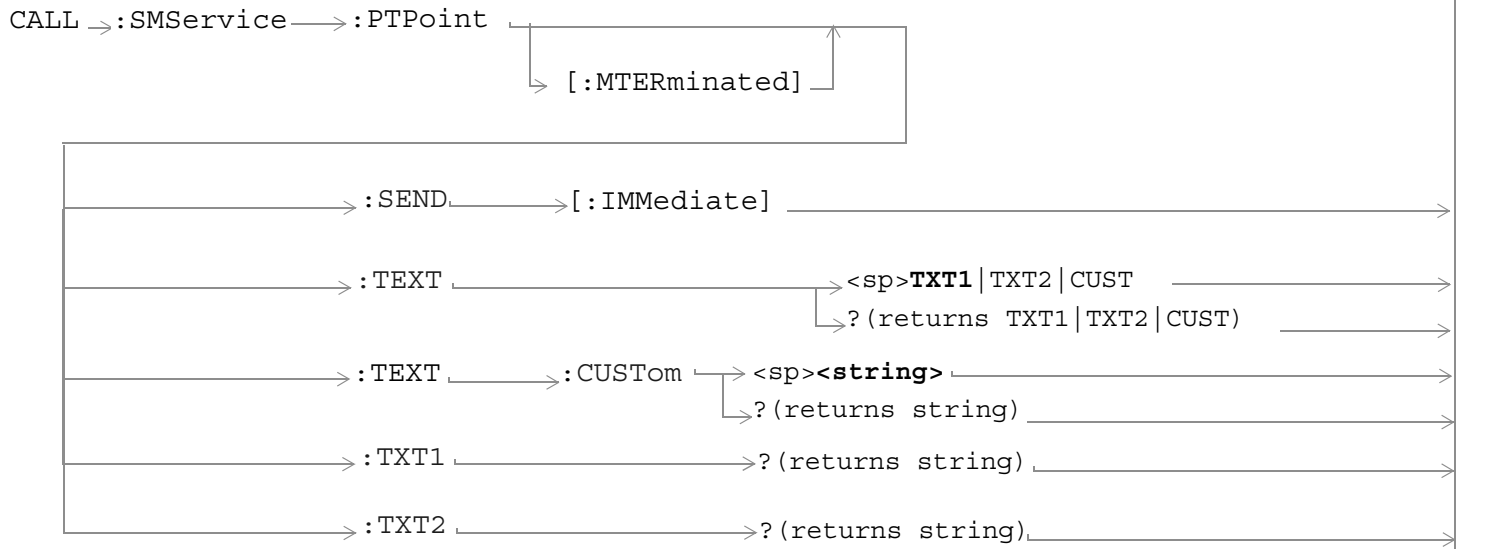 CALL :SMService :PTPoint
[:MTERminated]
:SEND [:IMMediate]
:TEXT <sp>TXT1|TXT2|CUST
?(returns TXT1|TXT2|CUST)
:TEXT :CUSTom <sp><string>
?(returns string)
:TXT1 ?(returns string)
:TXT2 ?(returns string)